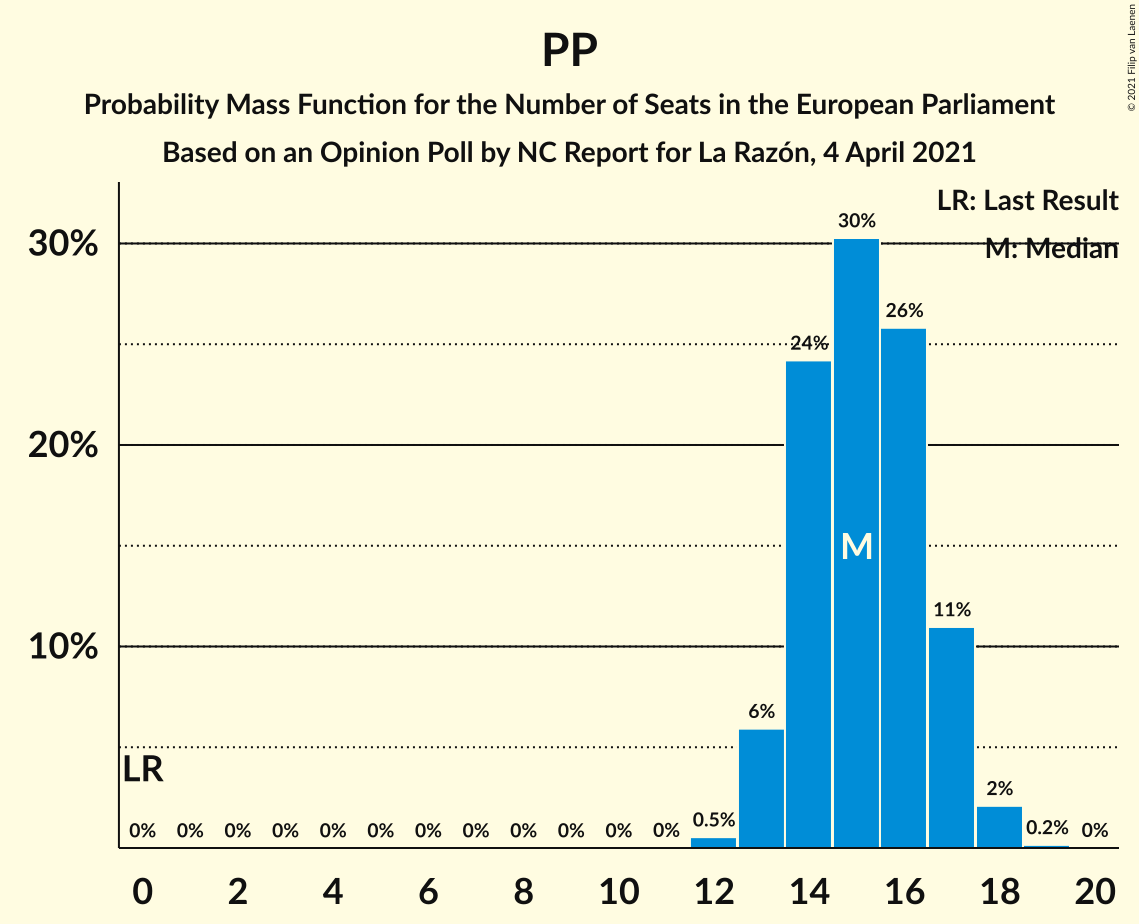 PP
Probability Mass Function for the Number of Seats in the European Parliament
Based on an Opinion Poll by NC Report for La Razón, 4 April 2021
© 2021 Filip van Laenen
LR: Last Result
M: Median
30%
20%
10%
30%
26%
24%
M
11%
6%
LR
2%
0% 0% 0% 0% 0% 0% 0% 0% 0% 0% 0% 0% 0.5% 0.2% 0%
0 2 4 6 8 10 12 14 16 18 20